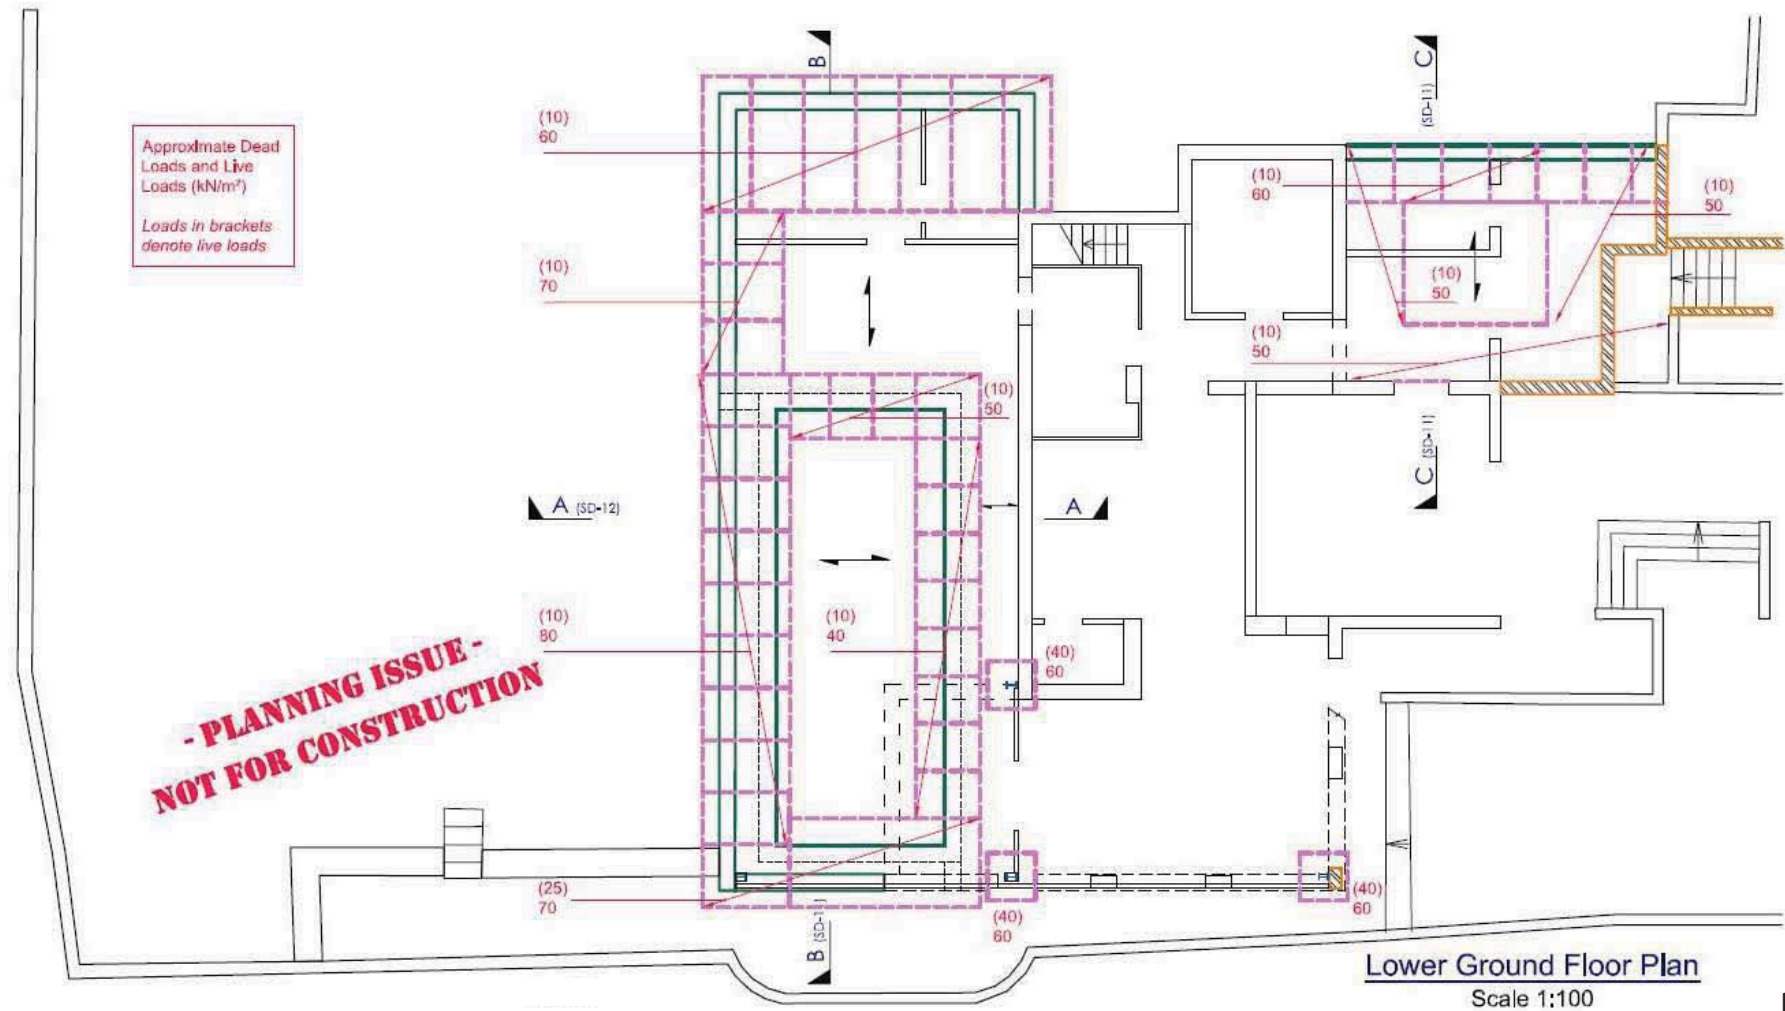 B
C
(SD-11)
Approximate Dead
Loads and Live
Loads (kN/m²)
Loads in brackets
denote live loads
(10)
60
(10)
60
(10)
50
(10)
70
(10)
50
(10)
50
(10)
50
C (SD-11)
A (SD-12)
A
(10)
80
(10)
40
(40)
60
- PLANNING ISSUE -
NOT FOR CONSTRUCTION
(25)
70
(40)
60
(40)
60
B
Lower Ground Floor Plan
Scale 1:100